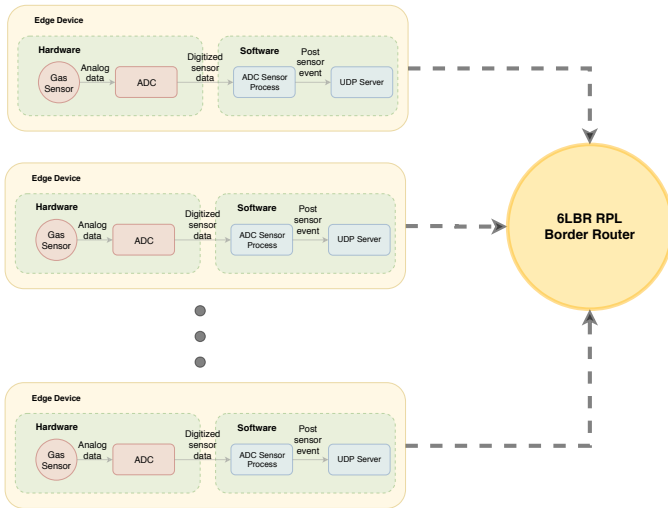 Edge Device
Hardware
Software
Gas
Sensor
Analog
data
ADC
Digitized
sensor
data
ADC Sensor
Process
Post
sensor
event
UDP Server
Edge Device
Hardware
Software
Gas
Sensor
Analog
data
ADC
Digitized
sensor
data
ADC Sensor
Process
Post
sensor
event
UDP Server
6LBR RPL
Border Router
Edge Device
Hardware
Software
Gas
Sensor
Analog
data
ADC
Digitized
sensor
data
ADC Sensor
Process
Post
sensor
event
UDP Server